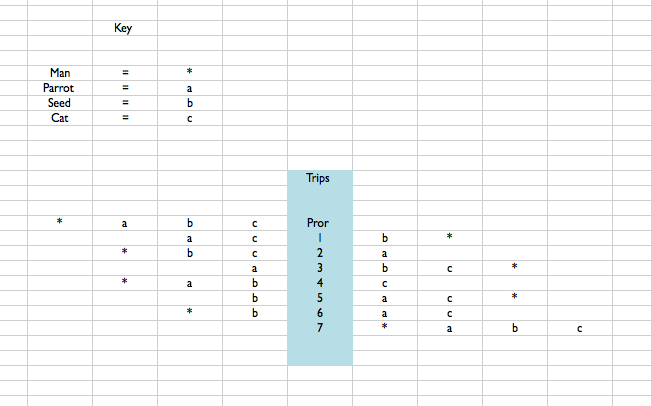 Key
Man = *
Parrot = a
Seed = b
Cat = c
Trips
* a b c Pror
a c 1 b *
* b c 2 a
a 3 b c *
* a b 4 c
b 5 a c *
* b 6 a c
7 * a b c